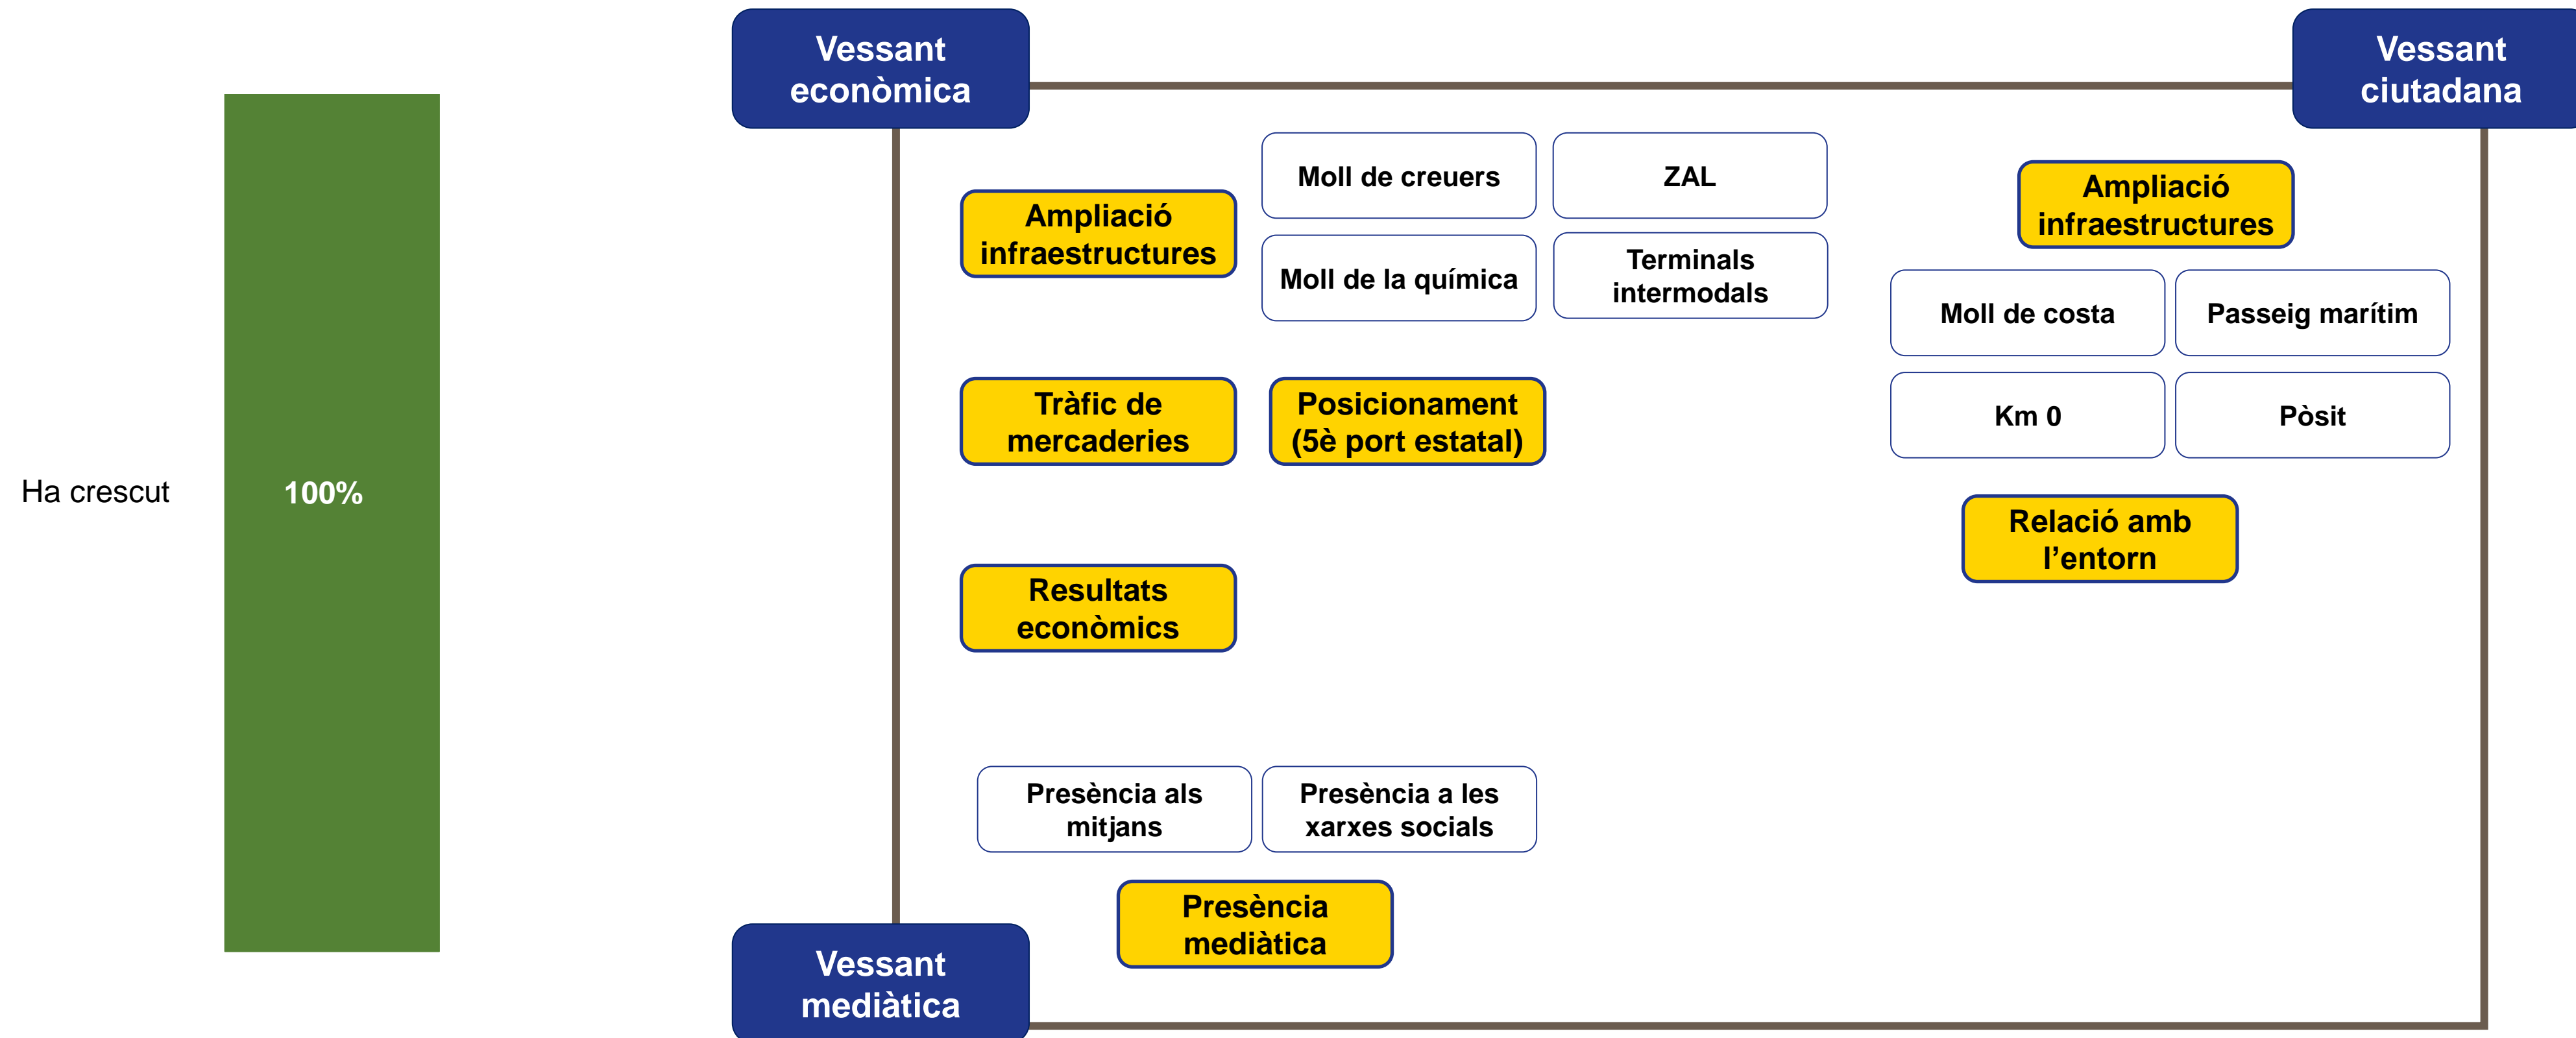 Ha crescut
100%
Vessant
econòmica
Vessant
ciutadana
Ampliació
infraestructures
Moll de creuers
ZAL
Moll de la química
Terminals
intermodals
Tràfic de
mercaderies
Posicionament
(5è port estatal)
Resultats
econòmics
Ampliació
infraestructures
Moll de costa
Passeig marítim
Km 0
Pòsit
Relació amb
l’entorn
Presència als
mitjans
Presència a les
xarxes socials
Presència
mediàtica
Vessant
mediàtica